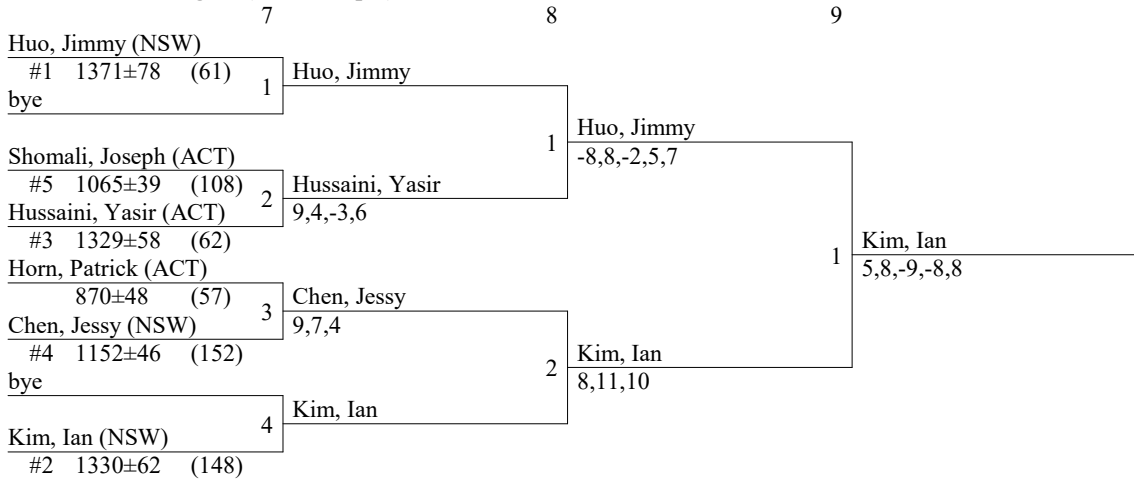 7 8 9
Huo, Jimmy (NSW)
#1 1371±78 (61)
1 Huo, Jimmy
bye
1 Huo, Jimmy
-8,8,-2,5,7
Shomali, Joseph (ACT)
#5 1065±39 (108)
2 Hussaini, Yasir
9,4,-3,6
Hussaini, Yasir (ACT)
#3 1329±58 (62)
1 Kim, Ian
5,8,-9,-8,8
Horn, Patrick (ACT)
870±48 (57)
3 Chen, Jessy
9,7,4
Chen, Jessy (NSW)
#4 1152±46 (152)
2 Kim, Ian
8,11,10
bye
4 Kim, Ian
Kim, Ian (NSW)
#2 1330±62 (148)